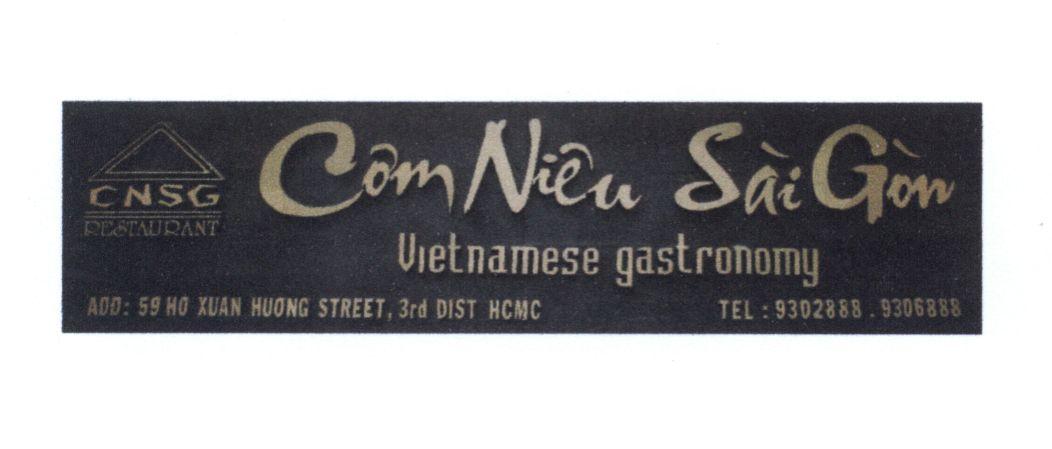 CNSG
RESTAURANT
Côm Niêu Sài Gòn
Vietnamese gastronomy
ADD: 59 HO XUAN HUONG STREET, 3rd DIST HCMC
TEL : 9302888 . 9306888